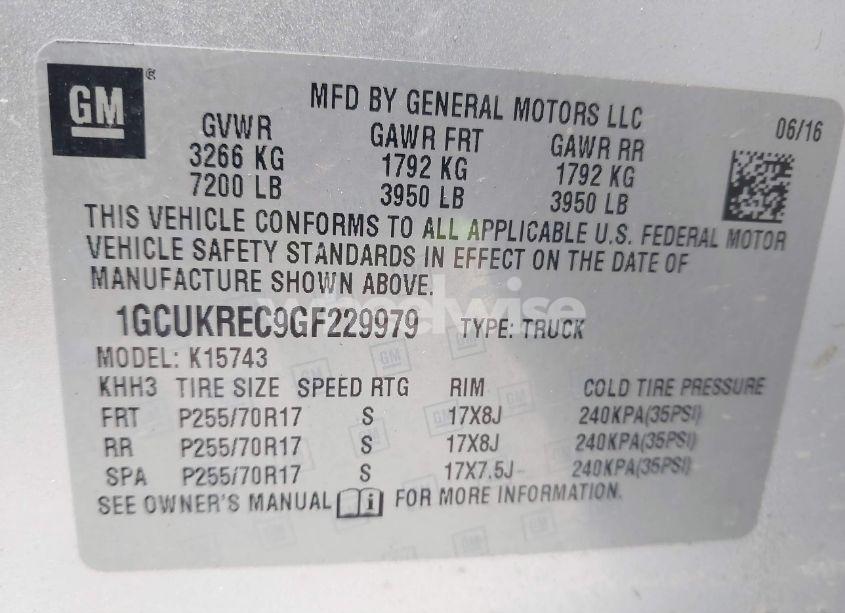 GM ®
MFD BY GENERAL MOTORS LLC
06/16
GVWR GAWR FRT GAWR RR
3266 KG 1792 KG 1792 KG
7200 LB 3950 LB 3950 LB
THIS VEHICLE CONFORMS TO ALL APPLICABLE U.S. FEDERAL MOTOR
VEHICLE SAFETY STANDARDS IN EFFECT ON THE DATE OF
MANUFACTURE SHOWN ABOVE.
wheelwise
1GCUKREC9GF229979 TYPE: TRUCK
MODEL: K15743
KHH3 TIRE SIZE SPEED RTG RIM COLD TIRE PRESSURE
FRT P255/70R17 S 17X8J 240KPA(35PSI)
RR P255/70R17 S 17X8J 240KPA(35PSI)
SPA P255/70R17 S 17X7.5J 240KPA(35PSI)
SEE OWNER'S MANUAL i FOR MORE INFORMATION.